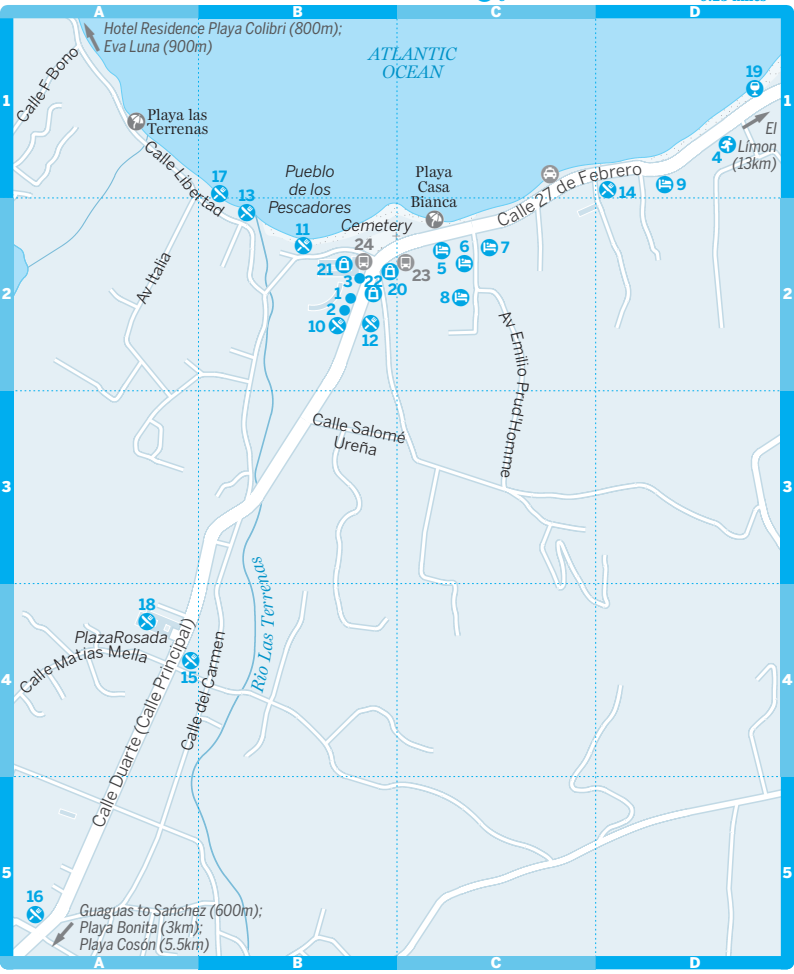 A
B
C
D
Hotel Residence Playa Colibri (800m);
Eva Luna (900m)
ATLANTIC
OCEAN
Calle F Bono
19
1
1
Playa las
Terrenas
El
Limon
(13km)
4
Calle Libertad
17
13
Pueblo
de los
Pescadores
Playa
Casa
Bianca
Calle 27 de Febrero
14
9
11
Cemetery
24
21
3
22
20
23
5
6
7
8
Av Italia
2
2
1
2
10
12
Av Emilio Prud'Homme
Calle Salomé
Ureña
3
3
Rio Las Terrenas
18
PlazaRosada
Calle Matías Mella
15
4
4
Calle del Carmen
Calle Duarte (Calle Principal)
5
5
16
Guaguas to Sańchez (600m);
Playa Bonita (3km);
Playa Cosón (5.5km)
A
B
C
D